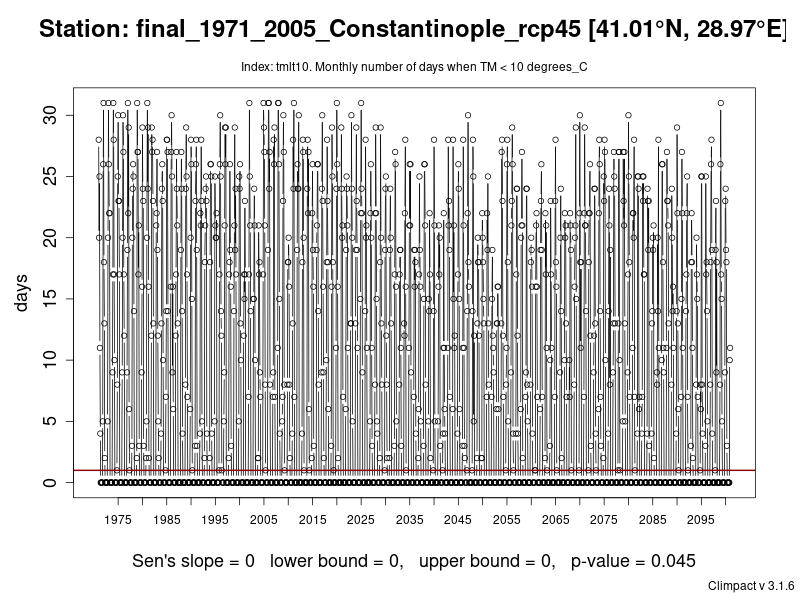 Station: final_1971_2005_Constantinople_rcp45 [41.01°N, 28.97°E]
Index: tmlt10. Monthly number of days when TM < 10 degrees_C
days
30
25
20
15
10
5
0
1975 1985 1995 2005 2015 2025 2035 2045 2055 2065 2075 2085 2095
Sen's slope = 0 lower bound = 0, upper bound = 0, p-value = 0.045
Climpact v 3.1.6